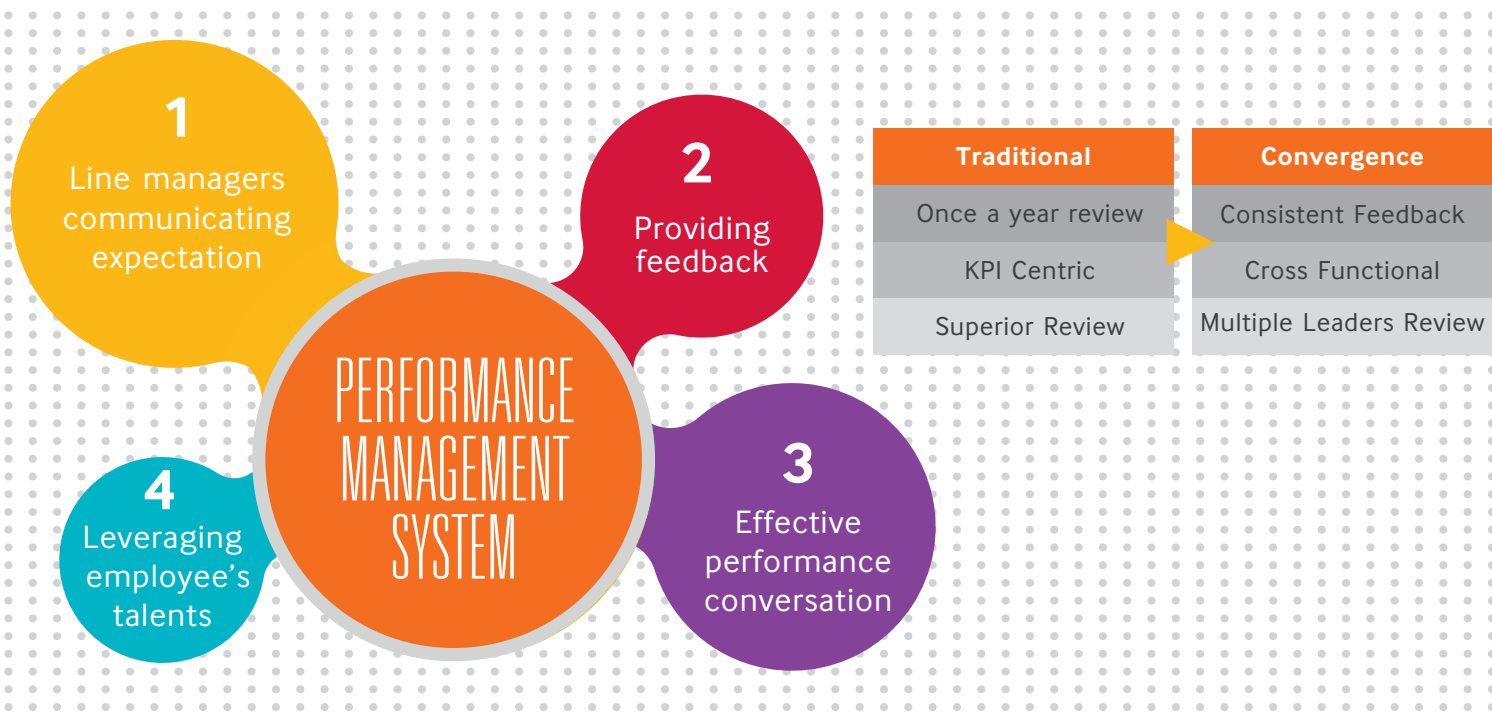 1
Line managers
communicating
expectation
2
Providing
feedback
PERFORMANCE
MANAGEMENT
SYSTEM
3
Effective
performance
conversation
4
Leveraging
employee’s
talents
Traditional
Convergence
Once a year review
Consistent Feedback
KPI Centric
Cross Functional
Superior Review
Multiple Leaders Review